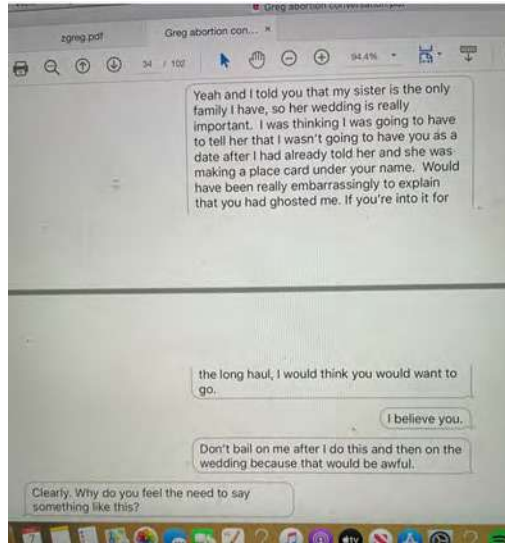 zgreg.pdf
Greg abortion con... ×
34 / 102
94.4%
Yeah and I told you that my sister is the only
family I have, so her wedding is really
important. I was thinking I was going to have
to tell her that I wasn't going to have you as a
date after I had already told her and she was
making a place card under your name. Would
have been really embarrassingly to explain
that you had ghosted me. If you're into it for
the long haul, I would think you would want to
go.
I believe you.
Don't bail on me after I do this and then on the
wedding because that would be awful.
Clearly. Why do you feel the need to say
something like this?
tv